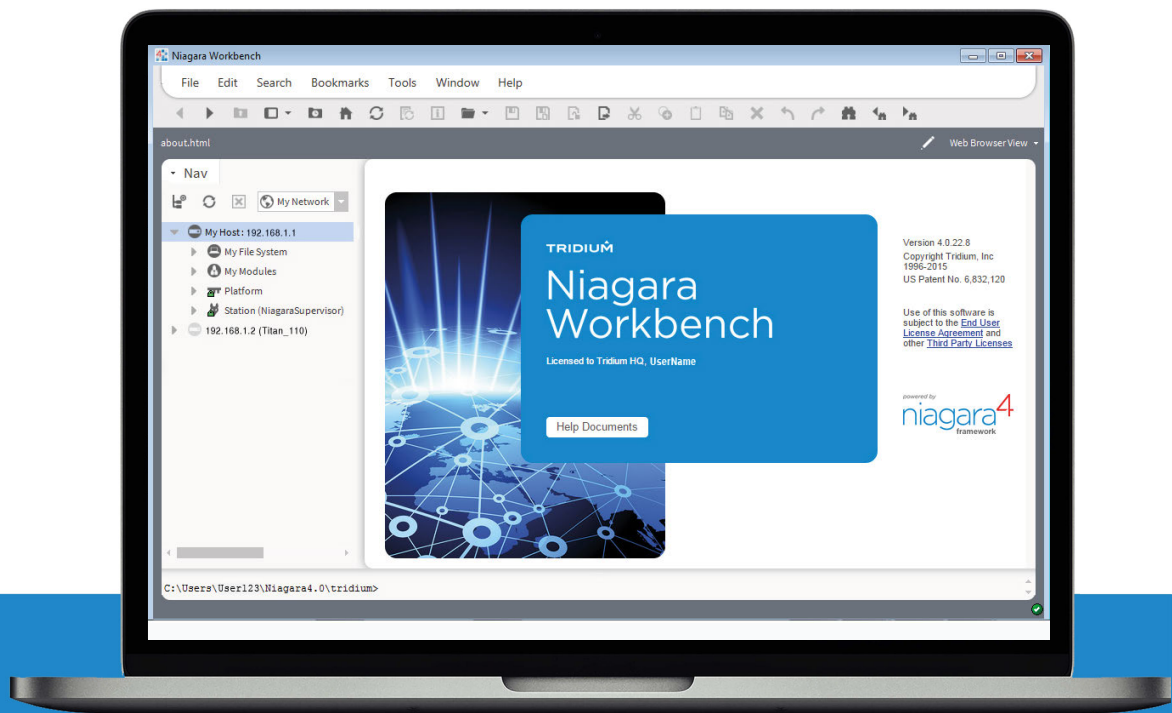 Niagara Workbench
File Edit Search Bookmarks Tools Window Help
about.html
Web Browser View
Nav
My Network
My Host : 192.168.1.1
My File System
My Modules
Platform
Station (NiagaraSupervisor)
192.168.1.2 (Titan_110)
TRIDIUM
Niagara
Workbench
Licensed to Tridium HQ, UserName
Help Documents
Version 4.0.22.8
Copyright Tridium, Inc
1996-2015
US Patent No. 6,832,120
Use of this software is
subject to the End User
License Agreement and
other Third Party Licenses
powered by
niagara4
framework
C:\Users\User123\Niagara4.0\tridium>